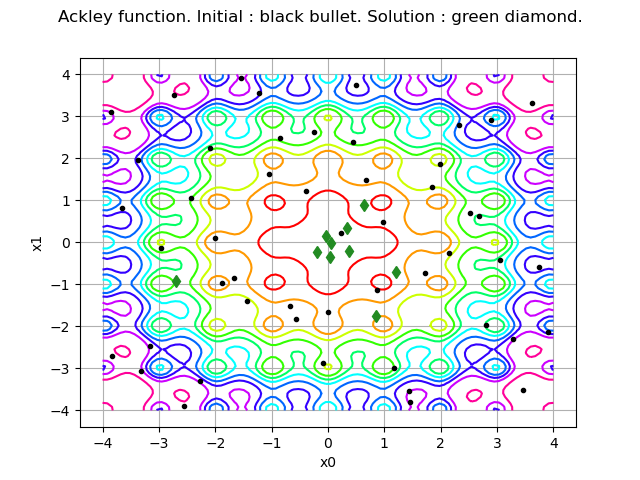 Ackley function. Initial : black bullet. Solution : green diamond.
4
3
2
1
0
−1
−2
−3
−4
x1
−4 −3 −2 −1 0 1 2 3 4
x0